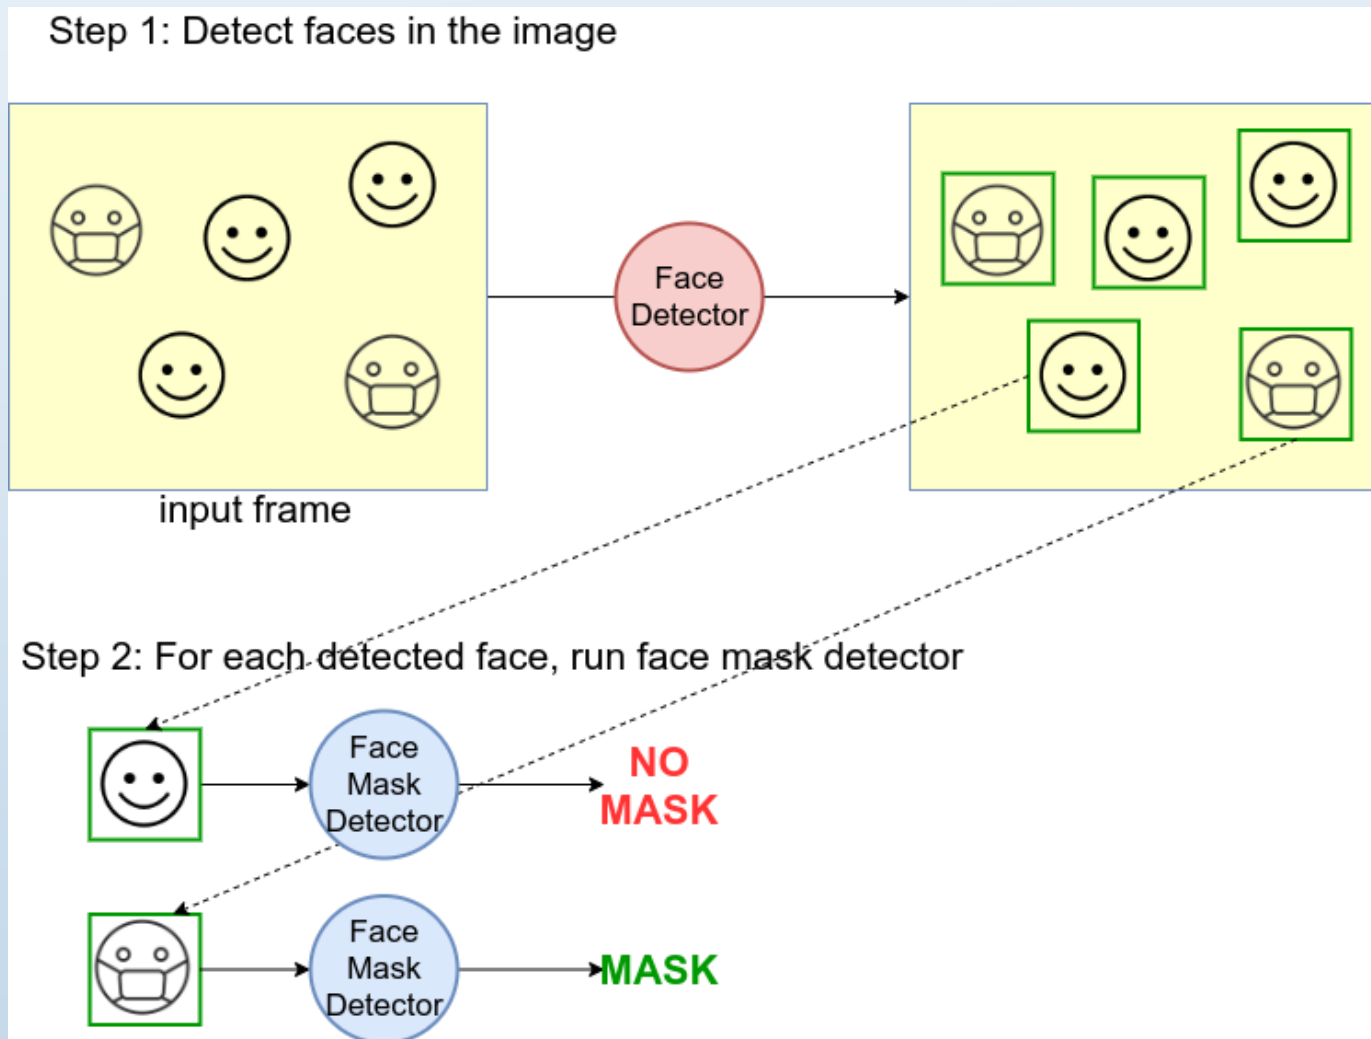 Step 1: Detect faces in the image
Face
Detector
input frame
Step 2: For each detected face, run face mask detector
Face
Mask
Detector
NO
MASK
Face
Mask
Detector
MASK